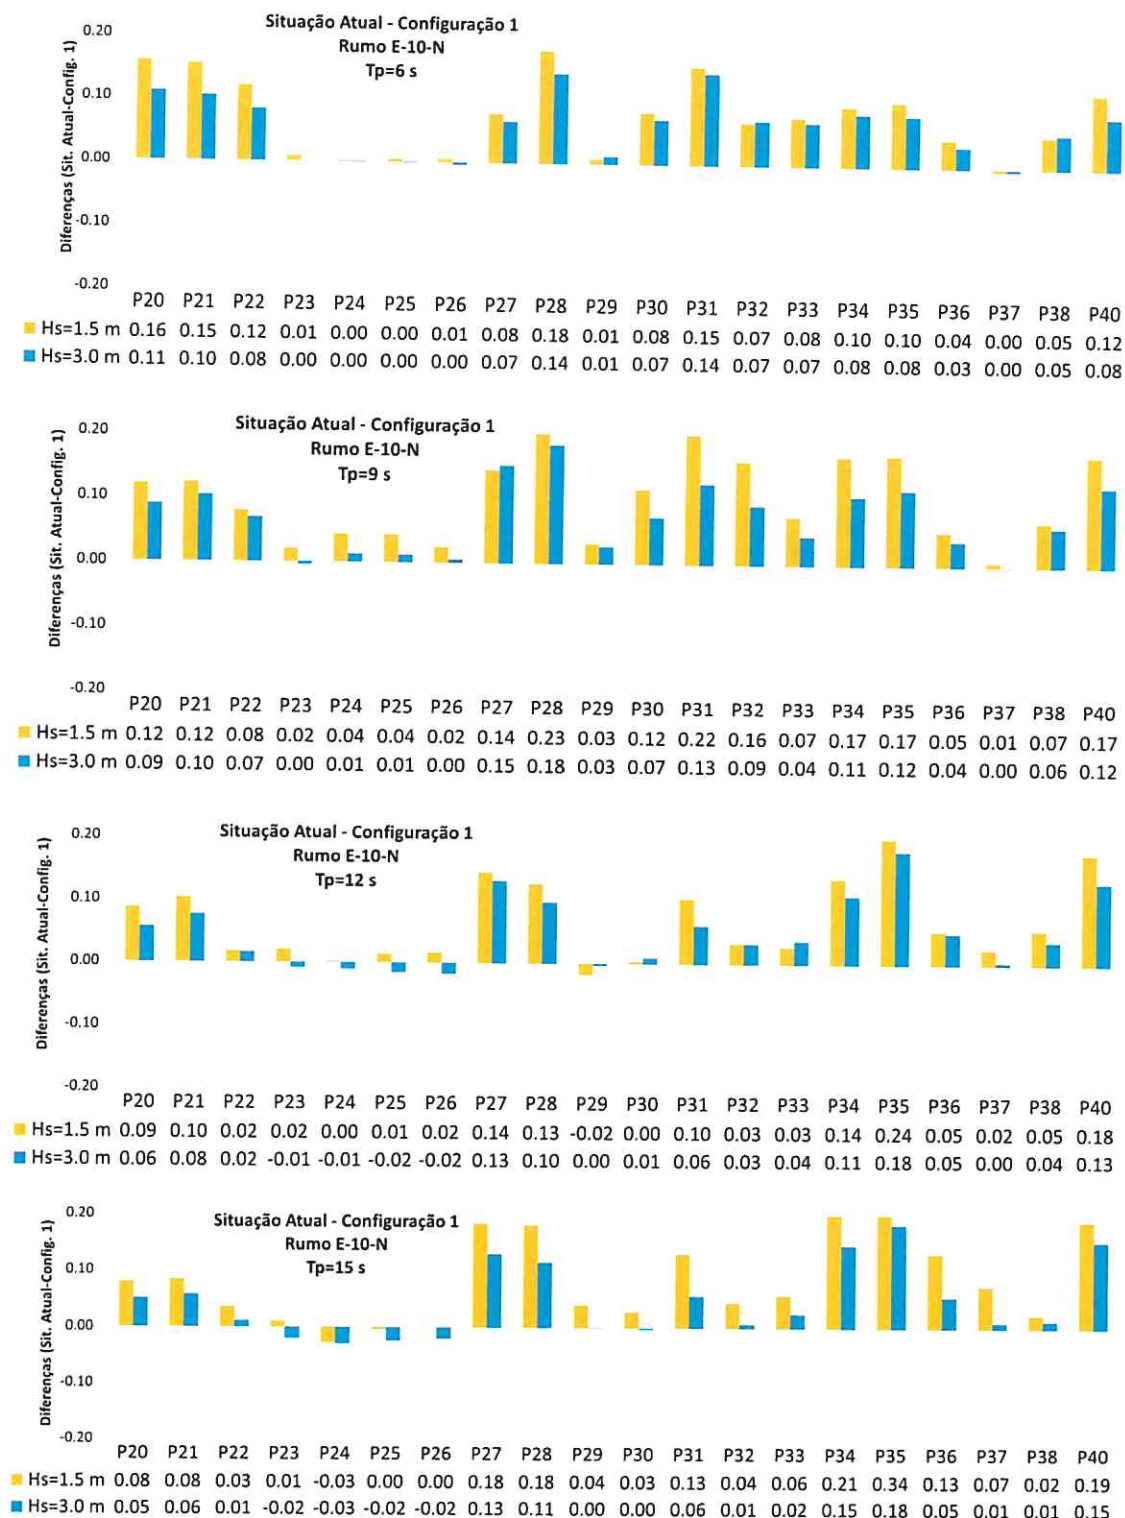 Situação Atual - Configuração 1
Rumo E-10-N
Tp=6 s
Diferenças (Sit. Atual-Config. 1)
0.20
0.10
0.00
-0.10
-0.20
P20 P21 P22 P23 P24 P25 P26 P27 P28 P29 P30 P31 P32 P33 P34 P35 P36 P37 P38 P40
Hs=1.5 m 0.16 0.15 0.12 0.01 0.00 0.00 0.01 0.08 0.18 0.01 0.08 0.15 0.07 0.08 0.10 0.10 0.04 0.00 0.05 0.12
Hs=3.0 m 0.11 0.10 0.08 0.00 0.00 0.00 0.00 0.07 0.14 0.01 0.07 0.14 0.07 0.07 0.08 0.08 0.03 0.00 0.05 0.08
Situação Atual - Configuração 1
Rumo E-10-N
Tp=9 s
Diferenças (Sit. Atual-Config. 1)
0.20
0.10
0.00
-0.10
-0.20
P20 P21 P22 P23 P24 P25 P26 P27 P28 P29 P30 P31 P32 P33 P34 P35 P36 P37 P38 P40
Hs=1.5 m 0.12 0.12 0.08 0.02 0.04 0.04 0.02 0.14 0.23 0.03 0.12 0.22 0.16 0.07 0.17 0.17 0.05 0.01 0.07 0.17
Hs=3.0 m 0.09 0.10 0.07 0.00 0.01 0.01 0.00 0.15 0.18 0.03 0.07 0.13 0.09 0.04 0.11 0.12 0.04 0.00 0.06 0.12
Situação Atual - Configuração 1
Rumo E-10-N
Tp=12 s
Diferenças (Sit. Atual-Config. 1)
0.20
0.10
0.00
-0.10
-0.20
P20 P21 P22 P23 P24 P25 P26 P27 P28 P29 P30 P31 P32 P33 P34 P35 P36 P37 P38 P40
Hs=1.5 m 0.09 0.10 0.02 0.02 0.00 0.01 0.02 0.14 0.13 -0.02 0.00 0.10 0.03 0.03 0.14 0.24 0.05 0.02 0.05 0.18
Hs=3.0 m 0.06 0.08 0.02 -0.01 -0.01 -0.02 -0.02 0.13 0.10 0.00 0.01 0.06 0.03 0.04 0.11 0.18 0.05 0.00 0.04 0.13
Situação Atual - Configuração 1
Rumo E-10-N
Tp=15 s
Diferenças (Sit. Atual-Config. 1)
0.20
0.10
0.00
-0.10
-0.20
P20 P21 P22 P23 P24 P25 P26 P27 P28 P29 P30 P31 P32 P33 P34 P35 P36 P37 P38 P40
Hs=1.5 m 0.08 0.08 0.03 0.01 -0.03 0.00 0.00 0.18 0.18 0.04 0.03 0.13 0.04 0.06 0.21 0.34 0.13 0.07 0.02 0.19
Hs=3.0 m 0.05 0.06 0.01 -0.02 -0.03 -0.02 -0.02 0.13 0.11 0.00 0.00 0.06 0.01 0.02 0.15 0.18 0.05 0.01 0.01 0.15